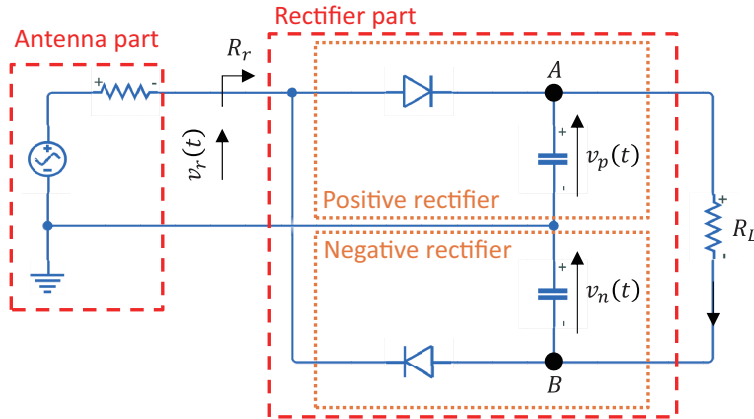 Rectifier part
Antenna part
R_r
A
+ -
+
v_r(t)
v_p(t)
+
-
-
Positive rectifier
+
R_L
-
Negative rectifier
+
v_n(t)
-
B